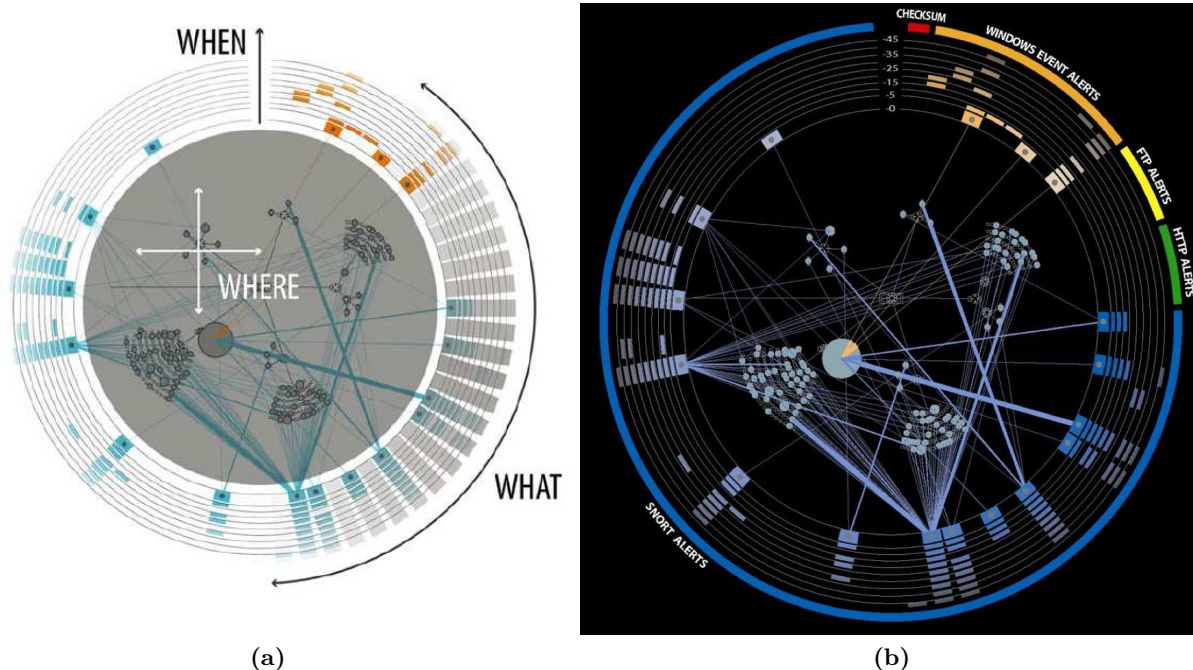 WHEN
WHERE
WHAT
(a)
CHECKSUM
WINDOWS EVENT ALERTS
FTP ALERTS
HTTP ALERTS
SNORT ALERTS
-45
-35
-25
-15
-5
-0
(b)